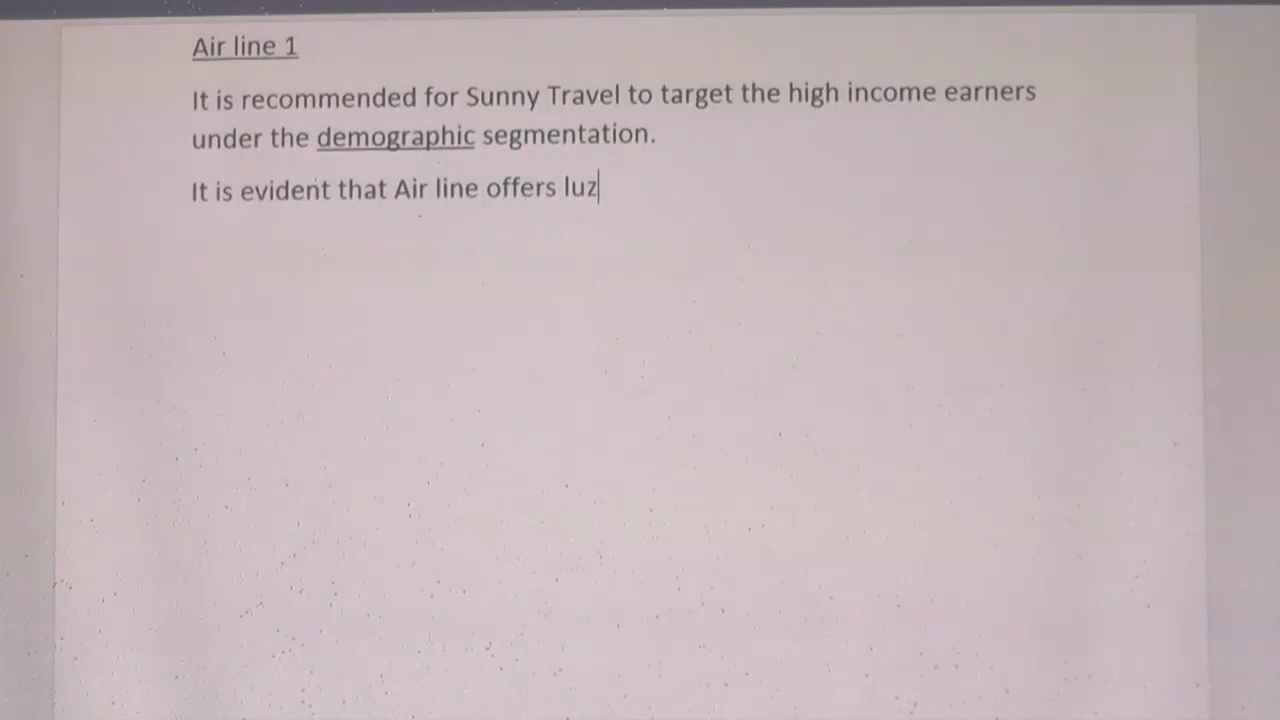 Air line 1
It is recommended for Sunny Travel to target the high income earners
under the demographic segmentation.
It is evident that Air line offers luz